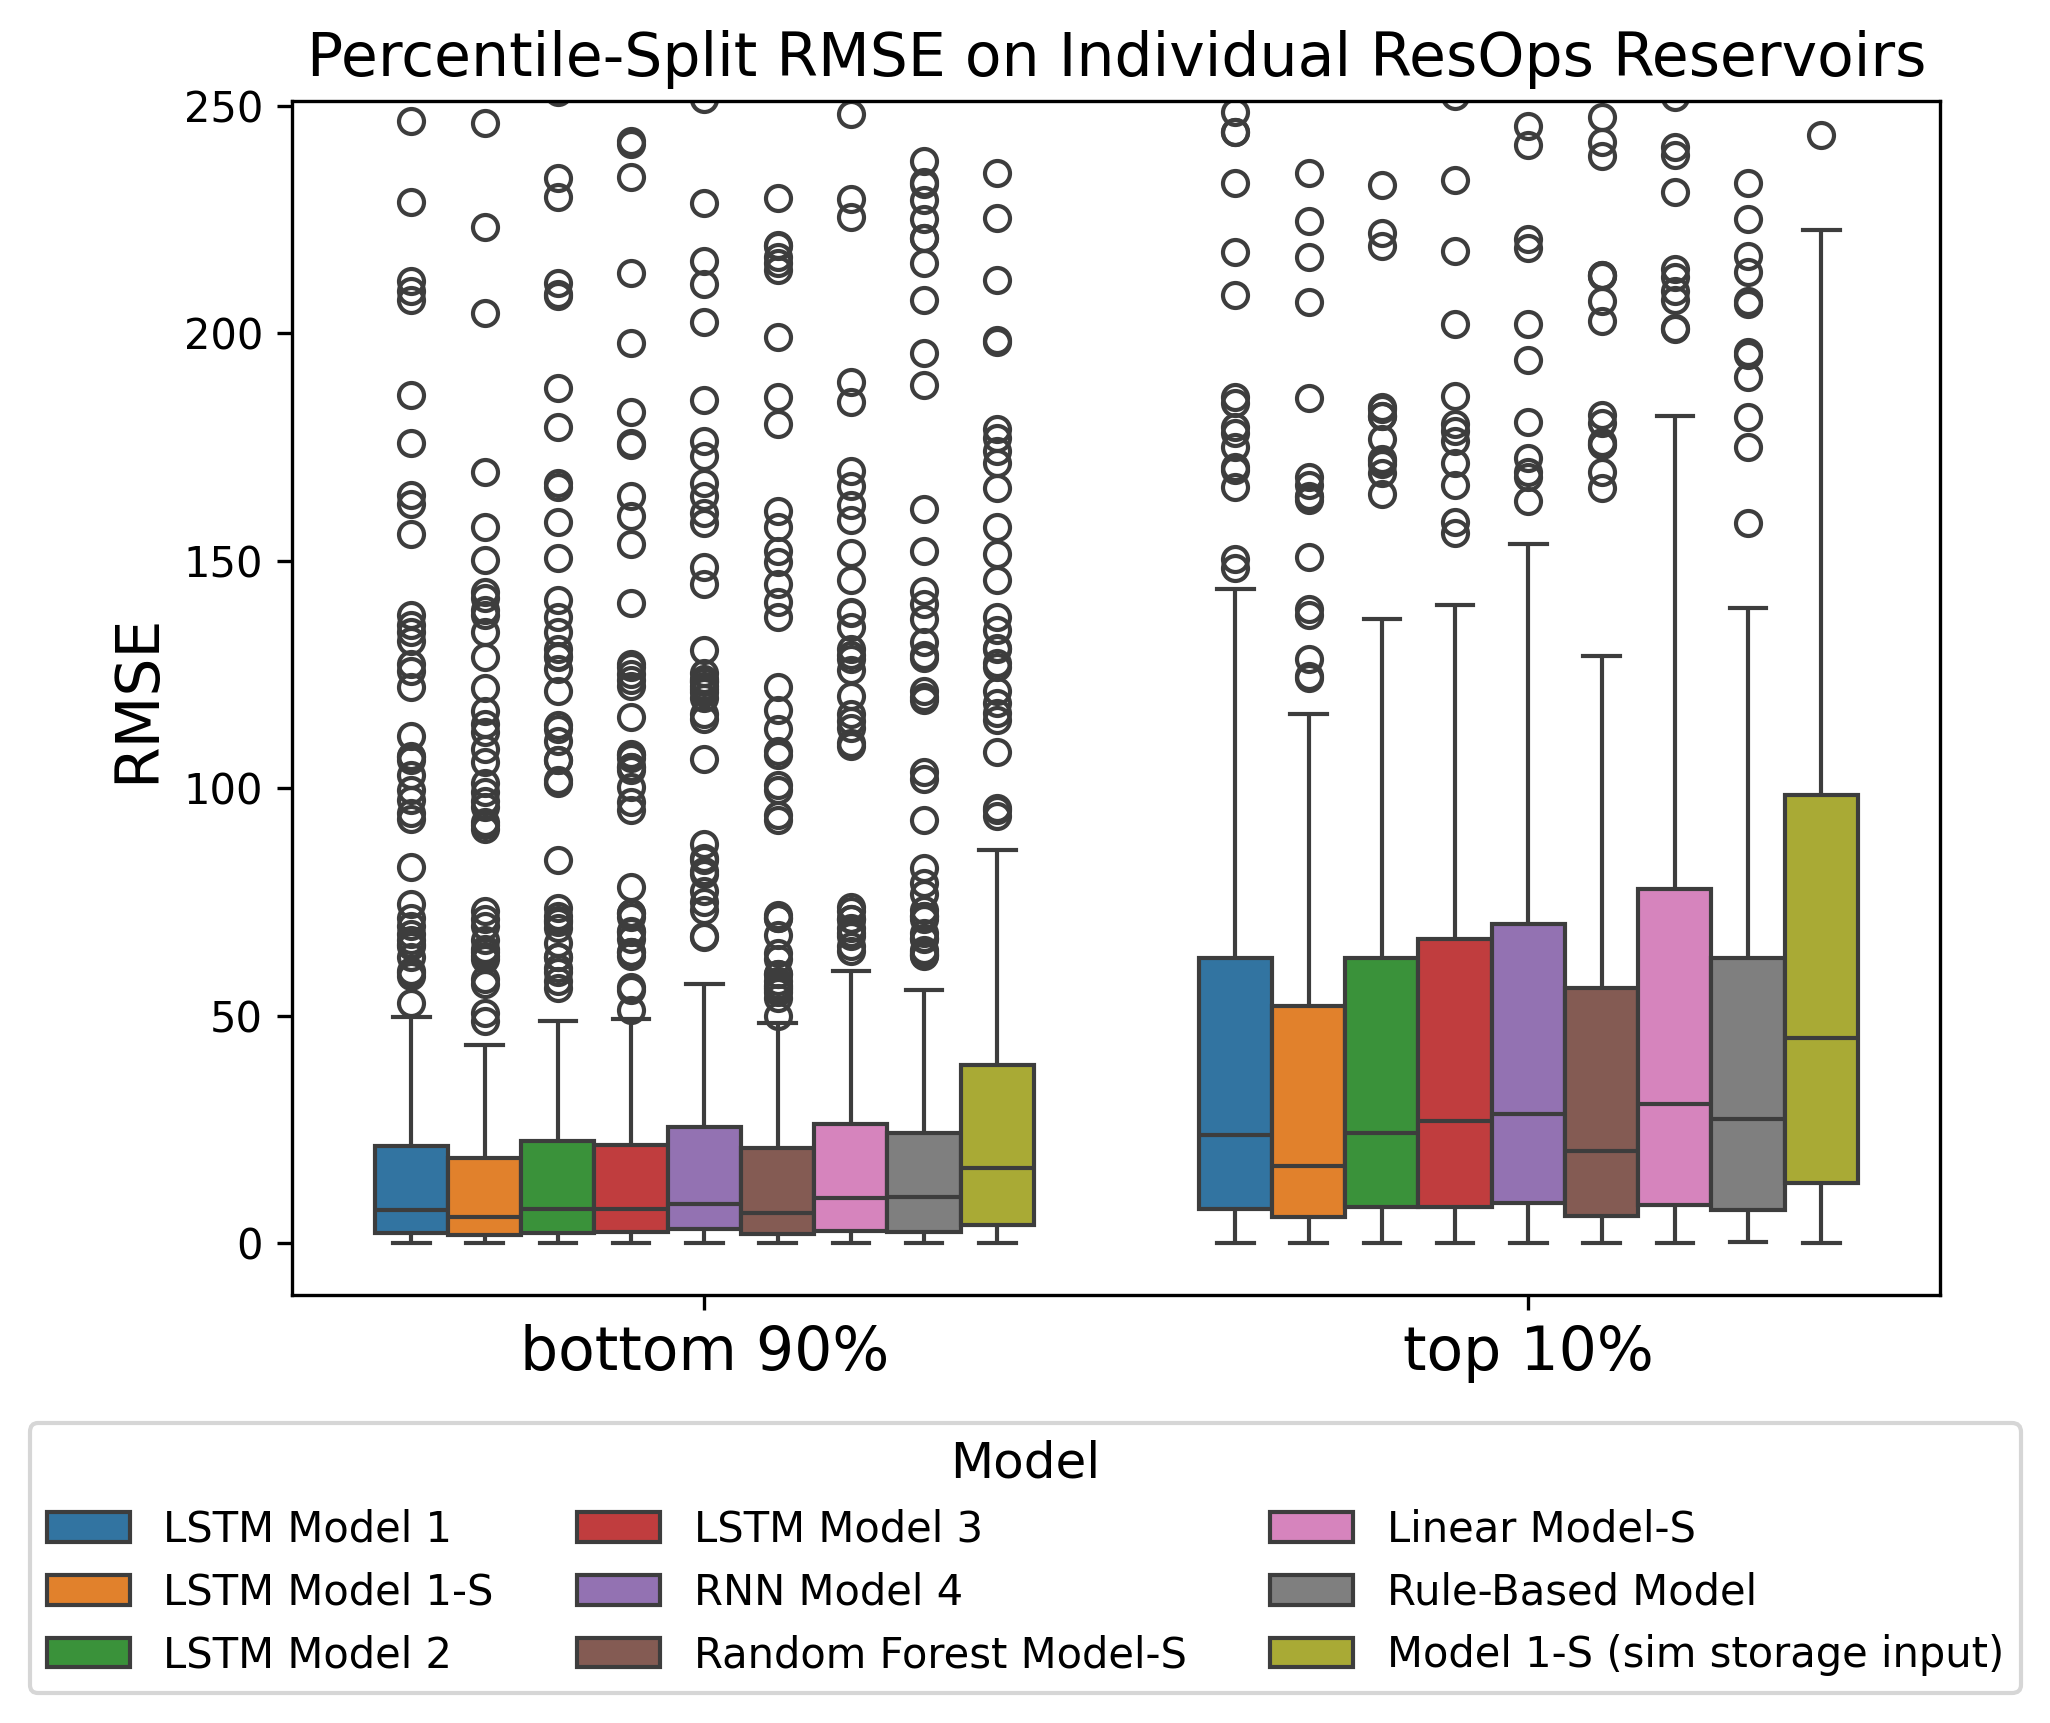 Percentile-Split RMSE on Individual ResOps Reservoirs
250
200
150
100
50
0
RMSE
bottom 90%
top 10%
Model
LSTM Model 1
LSTM Model 1-S
LSTM Model 2
LSTM Model 3
RNN Model 4
Random Forest Model-S
Linear Model-S
Rule-Based Model
Model 1-S (sim storage input)